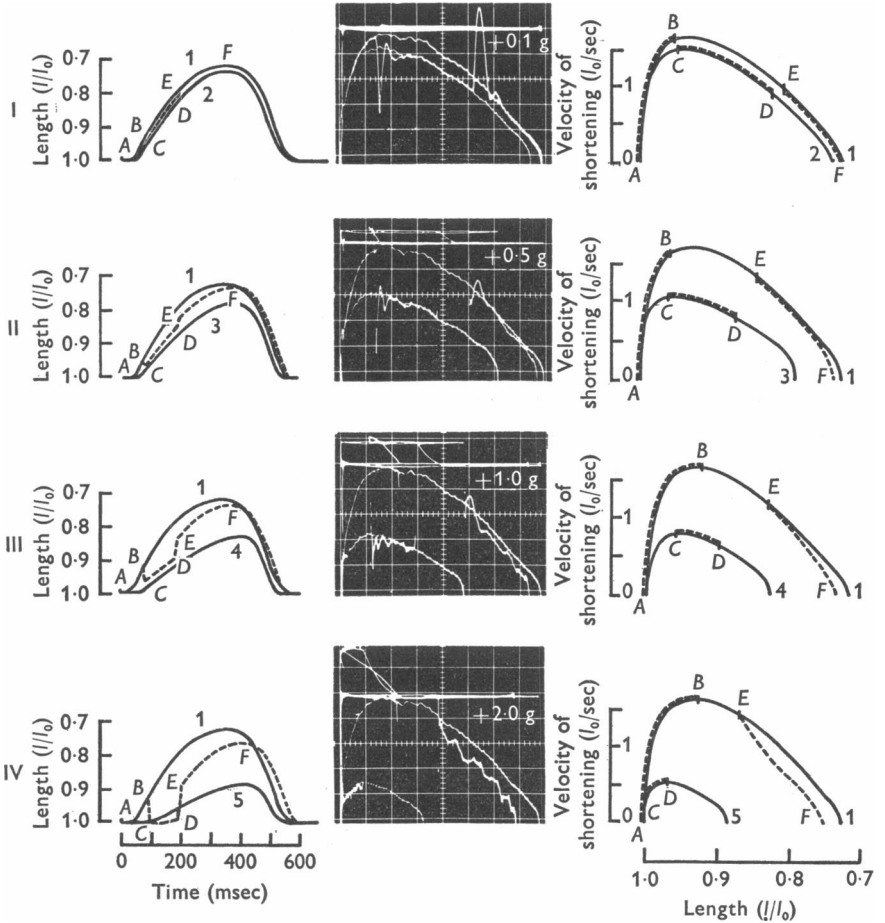 I
Length (l/l₀)
0·7
0·8
0·9
1·0
A
B
C
D
E
F
1
2
+0·1 g
Velocity of
shortening (l₀/sec)
1
0
A
B
C
D
E
F
2
1
II
Length (l/l₀)
0·7
0·8
0·9
1·0
A
B
C
D
E
F
1
3
+0·5 g
Velocity of
shortening (l₀/sec)
1
0
A
B
C
D
E
F
3
1
III
Length (l/l₀)
0·7
0·8
0·9
1·0
A
B
C
D
E
F
1
4
+1·0 g
Velocity of
shortening (l₀/sec)
1
0
A
B
C
D
E
F
4
1
IV
Length (l/l₀)
0·7
0·8
0·9
1·0
A
B
C
D
E
F
1
5
0
200
400
600
Time (msec)
+2·0 g
Velocity of
shortening (l₀/sec)
1
0
A
B
C
D
E
F
5
1
1·0
0·9
0·8
0·7
Length (l/l₀)